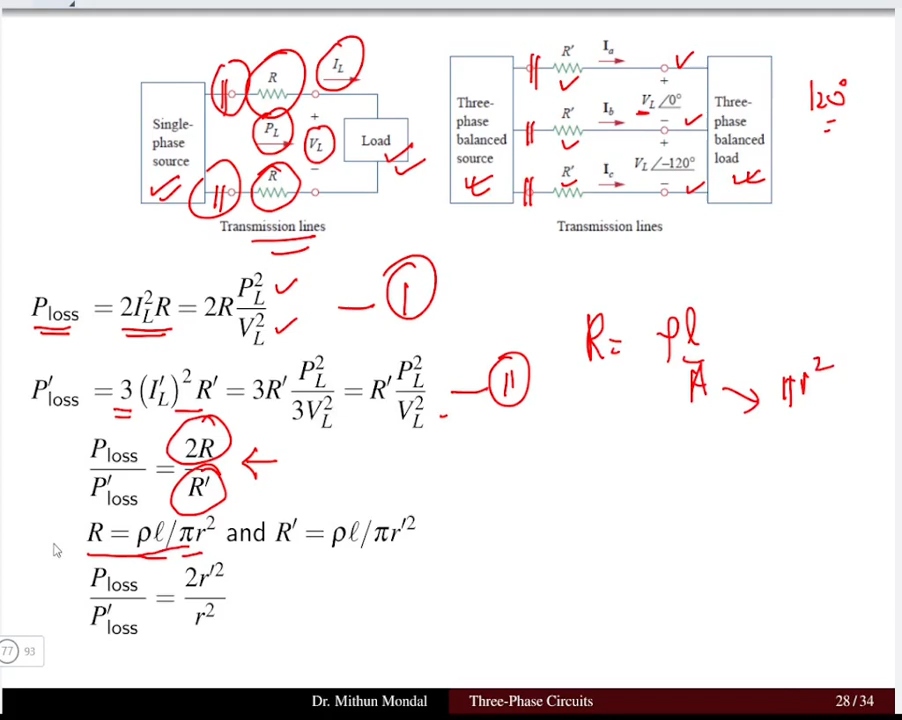 Single-
phase
source
R
I_L
P_L
+
V_L
−
R
Load
Transmission lines
Three-
phase
balanced
source
R′
I_a
R′
I_b
R′
I_c
+
V_L ∠0°
−
+
V_L ∠−120°
−
Three-
phase
balanced
load
Transmission lines
120°
P_loss = 2I_L^2 R = 2R P_L^2 / V_L^2 — I
P′_loss = 3 (I′_L)^2 R′ = 3R′ P_L^2 / 3V_L^2 = R′ P_L^2 / V_L^2 — II
R = ρl / A → πr^2
P_loss / P′_loss = 2R / R′ ←
R = ρℓ/πr^2 and R′ = ρℓ/πr′^2
P_loss / P′_loss = 2r′^2 / r^2
77 93
Dr. Mithun Mondal Three-Phase Circuits 28 / 34